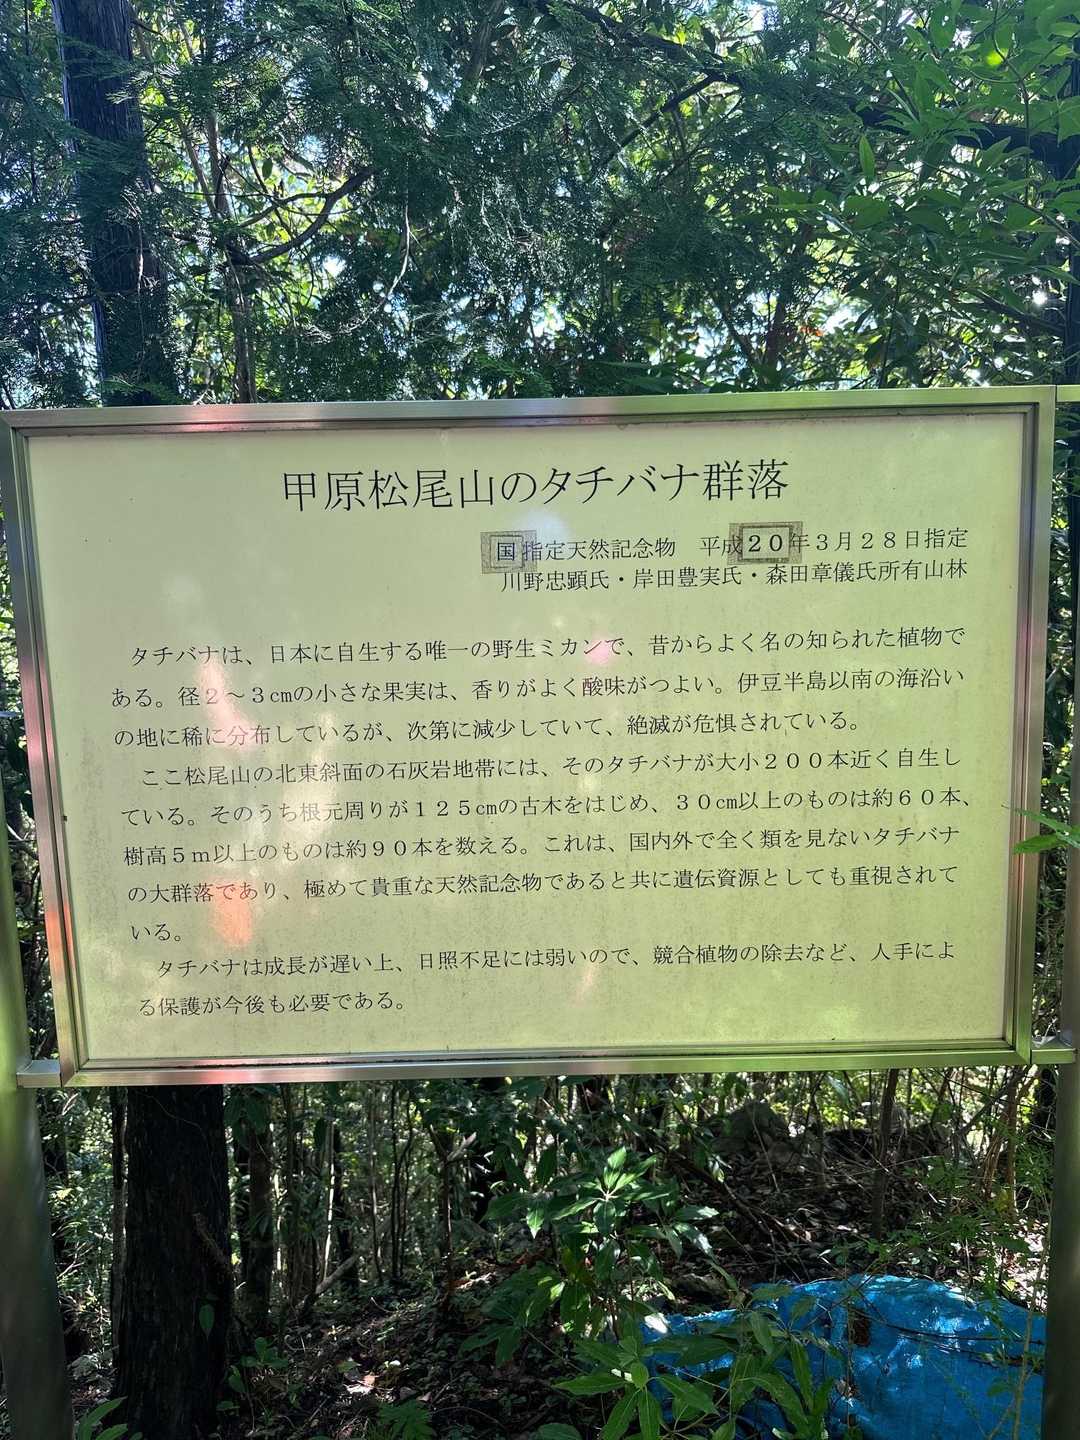 甲原松尾山のタチバナ群落
国指定天然記念物　平成２０年３月２８日指定
川野忠顕氏・岸田豊実氏・森田章儀氏所有山林
タチバナは、日本に自生する唯一の野生ミカンで、昔からよく名の知られた植物で
ある。径２～３㎝の小さな果実は、香りがよく酸味がつよい。伊豆半島以南の海沿い
の地に稀に分布しているが、次第に減少していて、絶滅が危惧されている。
ここ松尾山の北東斜面の石灰岩地帯には、そのタチバナが大小２００本近く自生し
ている。そのうち根元周りが１２５㎝の古木をはじめ、３０㎝以上のものは約６０本、
樹高５ｍ以上のものは約９０本を数える。これは、国内外で全く類を見ないタチバナ
の大群落であり、極めて貴重な天然記念物であると共に遺伝資源としても重視されて
いる。
タチバナは成長が遅い上、日照不足には弱いので、競合植物の除去など、人手によ
る保護が今後も必要である。